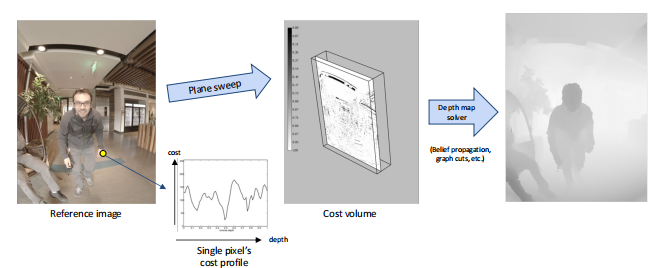 Plane sweep
Depth map
solver
(Belief propagation,
graph cuts, etc.)
cost
depth
Reference image
Cost volume
Single pixel's
cost profile